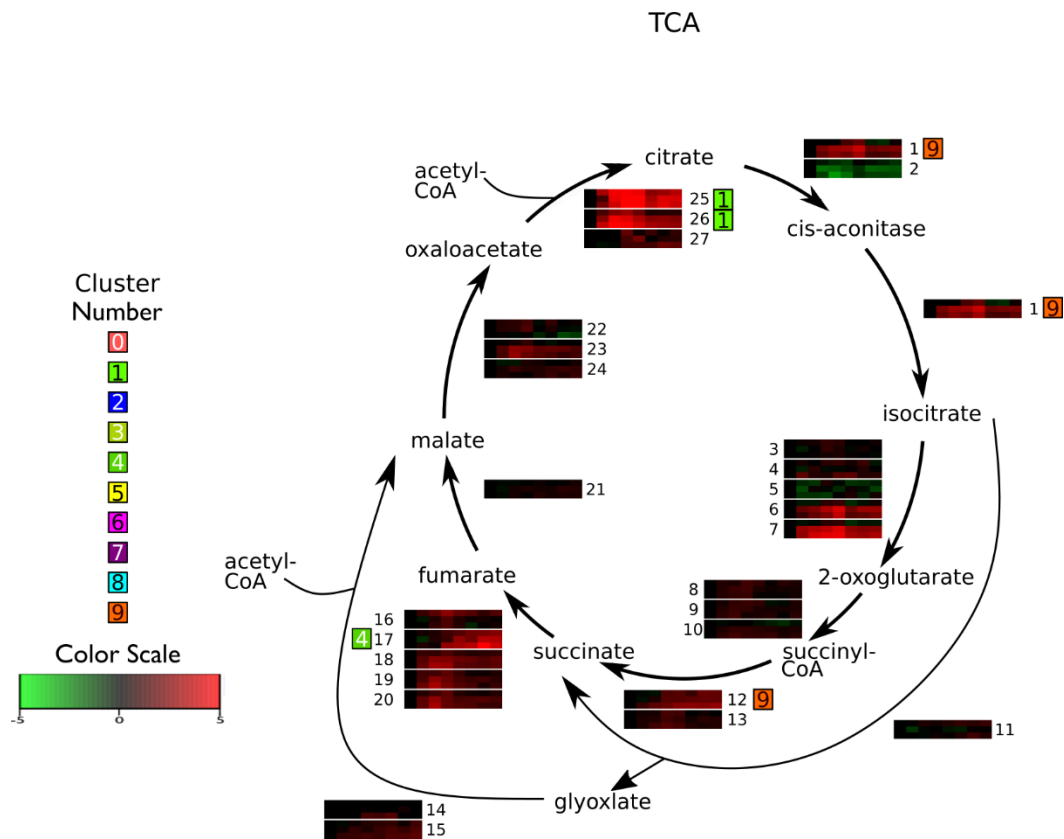 TCA
citrate
1 9
2
acetyl-
CoA
25 1
26 1
27
cis-aconitase
oxaloacetate
Cluster
Number
0
1
2
3
4
5
6
7
8
9
1 9
22
23
24
isocitrate
malate
3
4
5
6
7
21
acetyl-
CoA
fumarate
2-oxoglutarate
8
9
10
16
4 17
18
19
20
succinate
succinyl-
CoA
Color Scale
-5 0 5
12 9
13
11
glyoxlate
14
15